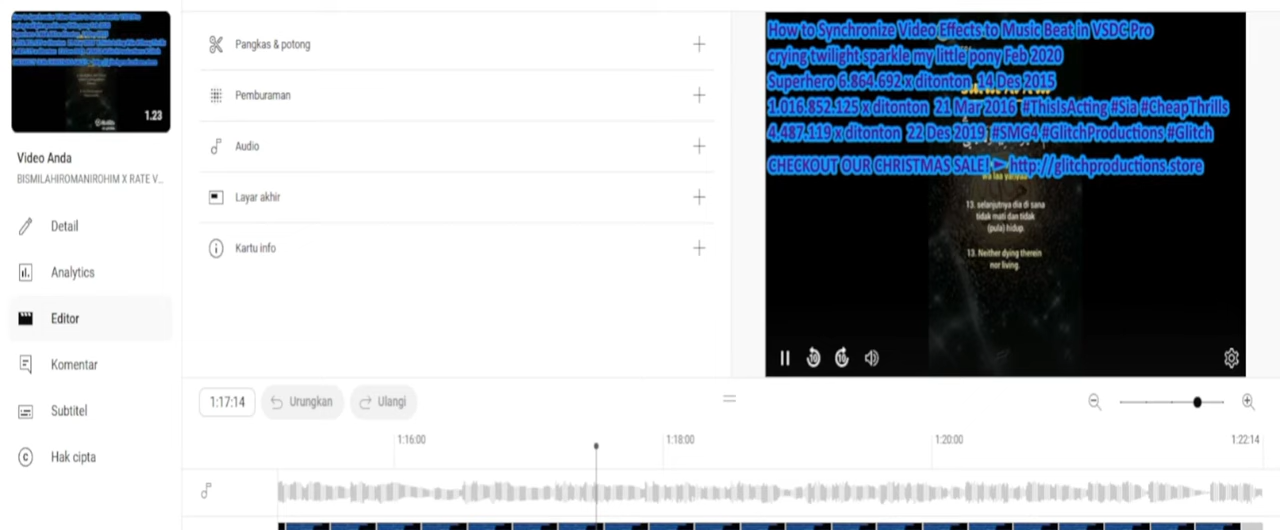 1.23
Video Anda
BISMILAHIROMANIROHIM X RATE V...
Detail
Analytics
Editor
Komentar
Subtitel
Hak cipta
Pangkas & potong
Pemburaman
Audio
Layar akhir
Kartu info
How to Synchronize Video Effects to Music Beat in VSDC Pro
crying twilight sparkle my little pony Feb 2020
Superhero 6.864.692 x ditonton 14 Des 2015
1.016.852.125 x ditonton 21 Mar 2016 #ThisIsActing #Sia #CheapThrills
4.487.119 x ditonton 22 Des 2019 #SMG4 #GlitchProductions #Glitch
CHECKOUT OUR CHRISTMAS SALE! ► http://glitchproductions.store
13. selanjutnya dia di sana
tidak mati dan tidak
(pula) hidup.
13. Neither dying therein
nor living.
10
10
1:17:14
Urungkan
Ulangi
1:16:00
1:18:00
1:20:00
1:22:14